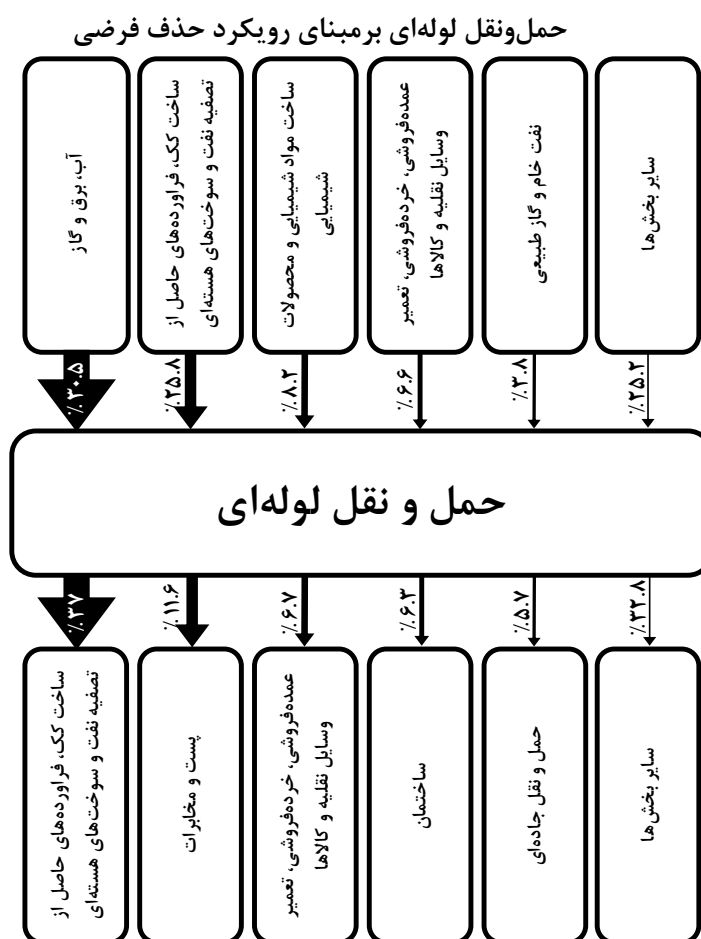 حمل‌ونقل لوله‌ای برمبنای رویکرد حذف فرضی
سایر بخش‌ها
نفت خام و گاز طبیعی
عمده‌فروشی، خرده‌فروشی، تعمیر
وسایل نقلیه و کالاها
ساخت مواد شیمیایی و محصولات
شیمیایی
ساخت کک، فراورده‌های حاصل از
تصفیه نفت و سوخت‌های هسته‌ای
آب، برق و گاز
٪۲۵.۲
٪۳.۸
٪۶.۶
٪۸.۲
٪۲۵.۸
٪۳۰.۵
حمل و نقل لوله‌ای
٪۳۲.۸
٪۵.۷
٪۶.۳
٪۶.۷
٪۱۱.۶
٪۳۷
سایر بخش‌ها
حمل و نقل جاده‌ای
ساختمان
عمده‌فروشی، خرده‌فروشی، تعمیر
وسایل نقلیه و کالاها
پست و مخابرات
ساخت کک، فراورده‌های حاصل از
تصفیه نفت و سوخت‌های هسته‌ای